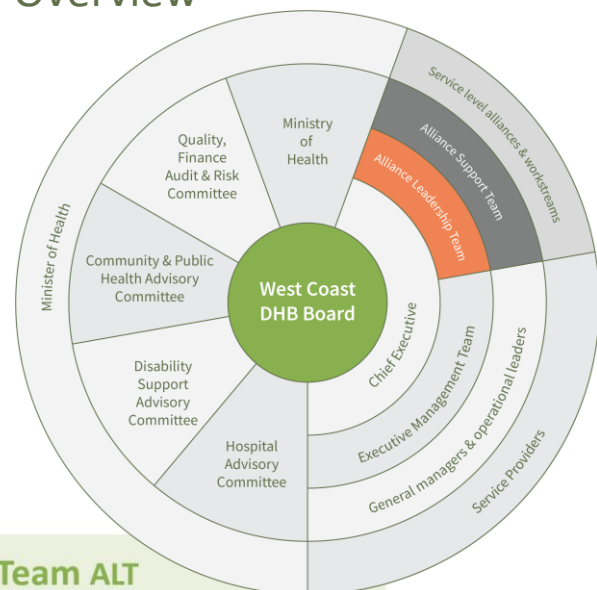 Overview
Ministry
of
Health
Quality,
Finance
Audit & Risk
Committee
Community & Public
Health Advisory
Committee
Disability
Support
Advisory
Committee
Hospital
Advisory
Committee
Minister of Health
West Coast
DHB Board
Service level alliances & workstreams
Alliance Support Team
Alliance Leadership Team
Chief Executive
Executive Management Team
General managers & operational leaders
Service Providers
Team ALT